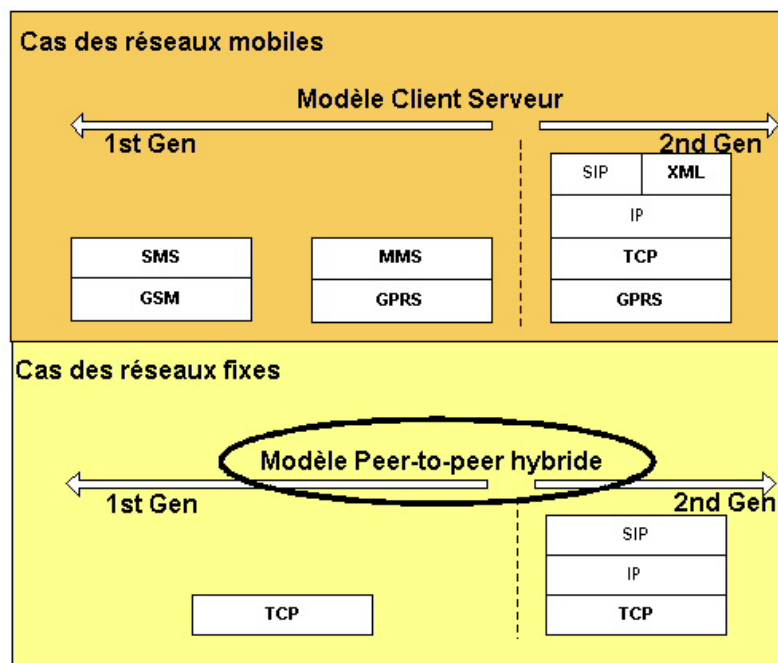 Cas des réseaux mobiles
Modèle Client Serveur
1st Gen
2nd Gen
SIP XML
IP
SMS MMS TCP
GSM GPRS GPRS
Cas des réseaux fixes
Modèle Peer-to-peer hybride
1st Gen
2nd Gen
SIP
IP
TCP TCP